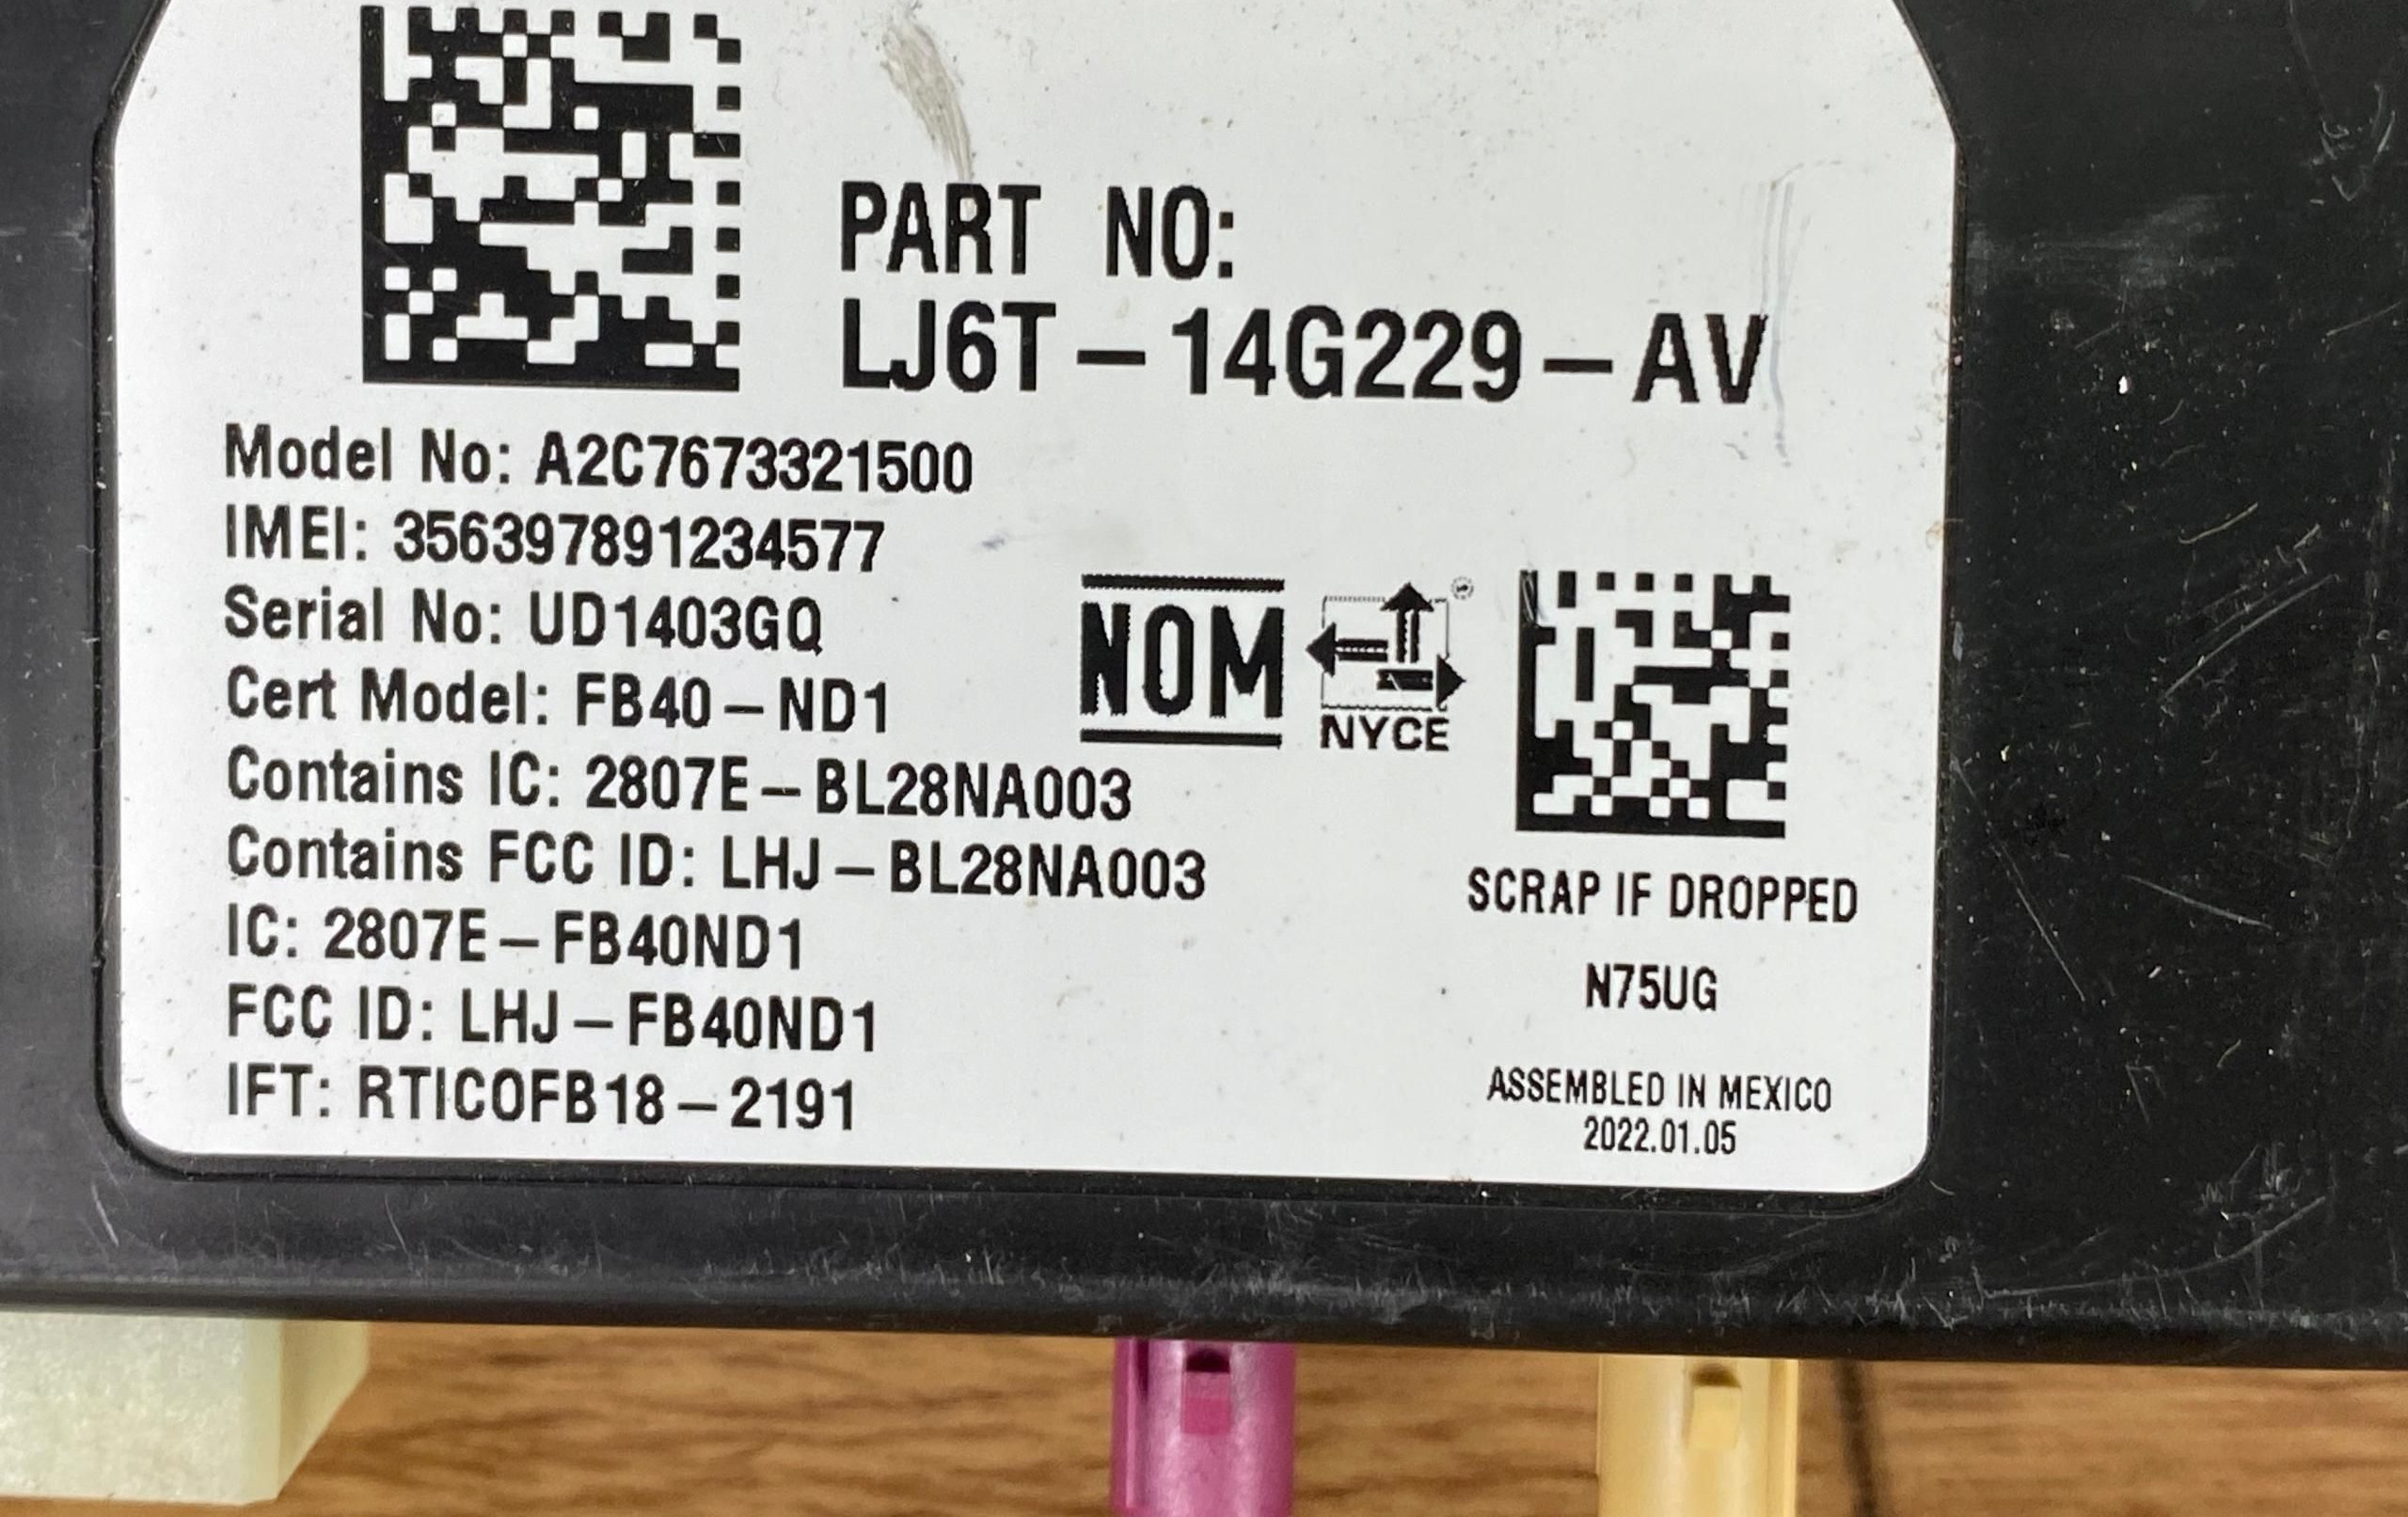 PART NO:
LJ6T-14G229-AV
Model No: A2C7673321500
IMEI: 356397891234577
Serial No: UD1403GQ
Cert Model: FB40-ND1
Contains IC: 2807E-BL28NA003
Contains FCC ID: LHJ-BL28NA003
IC: 2807E-FB40ND1
FCC ID: LHJ-FB40ND1
IFT: RTICOFB18-2191
NOM
NYCE
SCRAP IF DROPPED
N75UG
ASSEMBLED IN MEXICO
2022.01.05